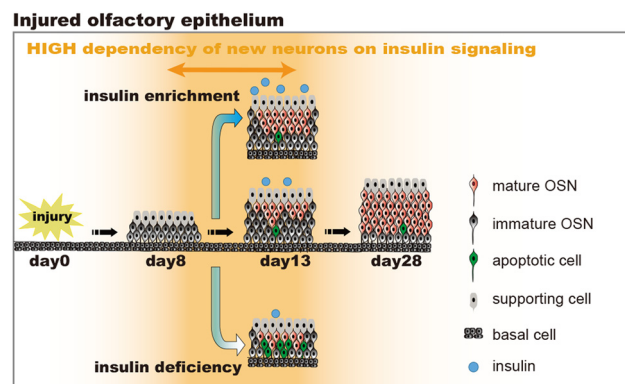 Injured olfactory epithelium
HIGH dependency of new neurons on insulin signaling
insulin enrichment
injury
day0
day8
day13
day28
insulin deficiency
mature OSN
immature OSN
apoptotic cell
supporting cell
basal cell
insulin